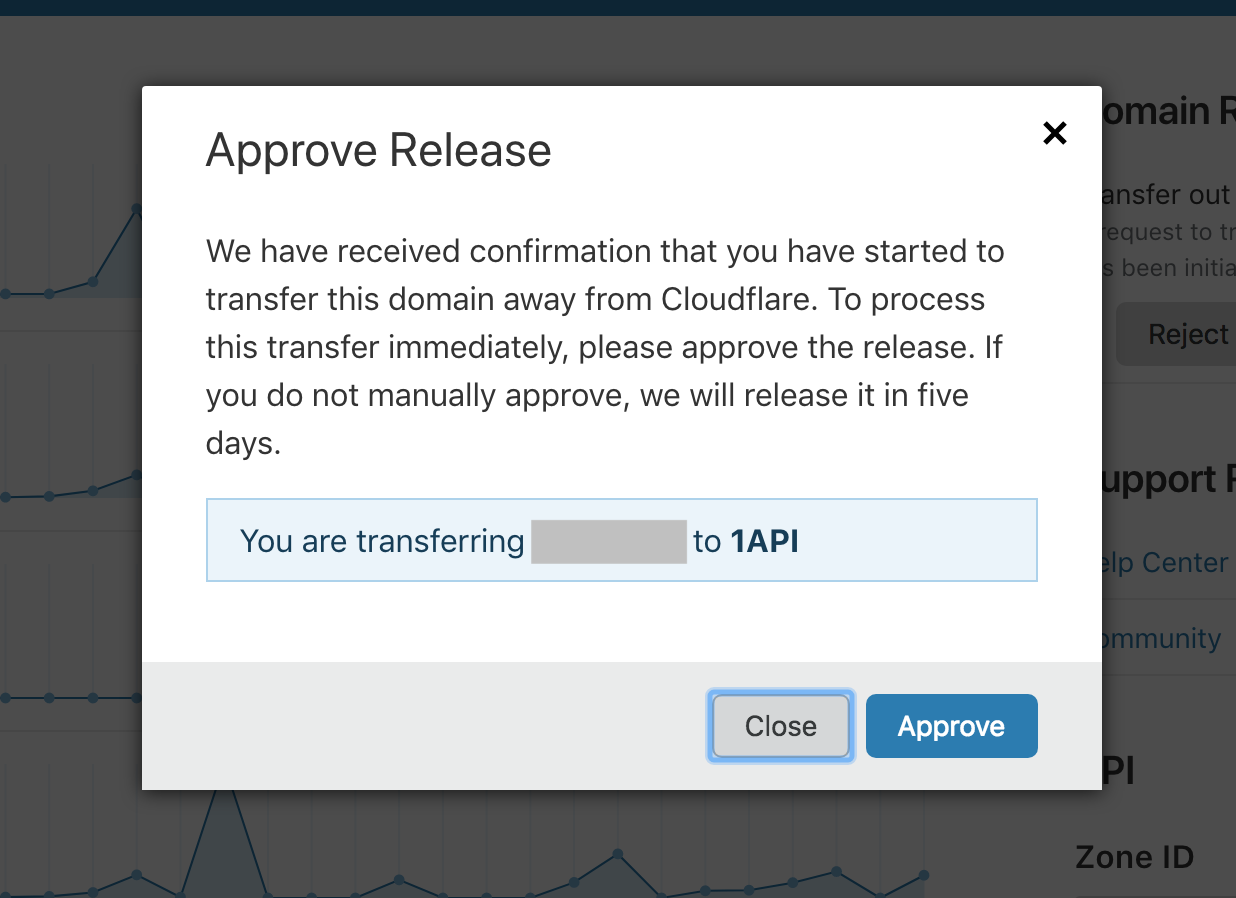 Approve Release
We have received confirmation that you have started to
transfer this domain away from Cloudflare. To process
this transfer immediately, please approve the release. If
you do not manually approve, we will release it in five
days.
You are transferring to 1API
Close Approve
omain R
ansfer out
equest to tr
s been initia
Reject
upport R
elp Center
ommunity
PI
Zone ID